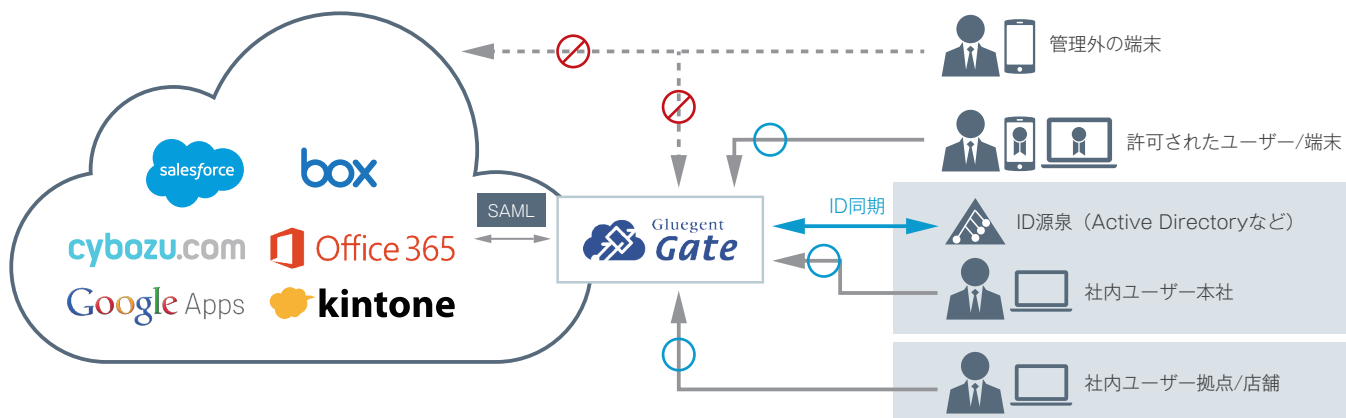 管理外の端末
許可されたユーザー/端末
salesforce
box
SAML
ID同期
Gluegent
Gate
ID源泉（Active Directoryなど）
cybozu.com
Office 365
Google Apps
kintone
社内ユーザー本社
社内ユーザー拠点/店舗